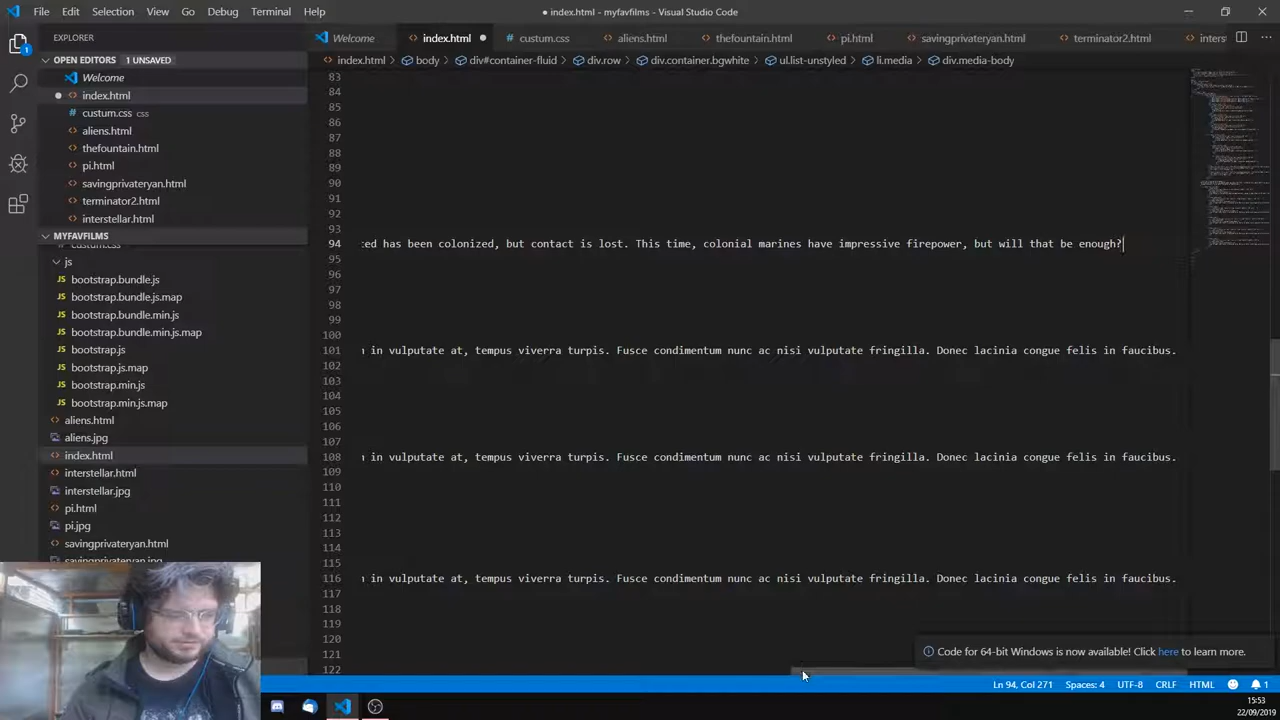 File Edit Selection View Go Debug Terminal Help
● index.html - myfavfilms - Visual Studio Code
EXPLORER
Welcome index.html custum.css aliens.html thefountain.html pi.html savingprivateryan.html terminator2.html inters
OPEN EDITORS 1 UNSAVED
index.html body div#container-fluid div.row div.container.bgwhite ul.list-unstyled li.media div.media-body
Welcome
index.html
custum.css css
aliens.html
thefountain.html
pi.html
savingprivateryan.html
terminator2.html
interstellar.html
MYFAVFILMS
custum.css
js
bootstrap.bundle.js
bootstrap.bundle.js.map
bootstrap.bundle.min.js
bootstrap.bundle.min.js.map
bootstrap.js
bootstrap.js.map
bootstrap.min.js
bootstrap.min.js.map
aliens.html
aliens.jpg
index.html
interstellar.html
interstellar.jpg
pi.html
pi.jpg
savingprivateryan.html
savingprivateryan.jpg
83
84
85
86
87
88
89
90
91
92
93
94 ed has been colonized, but contact is lost. This time, colonial marines have impressive firepower, but will that be enough?
95
96
97
98
99
100
101 in vulputate at, tempus viverra turpis. Fusce condimentum nunc ac nisi vulputate fringilla. Donec lacinia congue felis in faucibus.
102
103
104
105
106
107
108 in vulputate at, tempus viverra turpis. Fusce condimentum nunc ac nisi vulputate fringilla. Donec lacinia congue felis in faucibus.
109
110
111
112
113
114
115
116 in vulputate at, tempus viverra turpis. Fusce condimentum nunc ac nisi vulputate fringilla. Donec lacinia congue felis in faucibus.
117
118
119
120
121
122
Code for 64-bit Windows is now available! Click here to learn more.
Ln 94, Col 271 Spaces: 4 UTF-8 CRLF HTML 1
15:53
22/09/2019